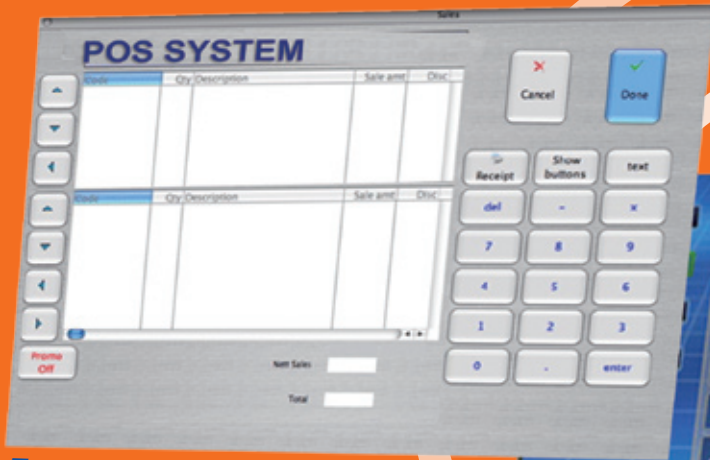 Sales
POS SYSTEM
Code Qty Description Sale amt Disc
Cancel
Done
Receipt
Show buttons
text
Code Qty Description Sale amt Disc
del - x
7 8 9
4 5 6
1 2 3
0 . enter
Promo
Off
Nett Sales
Total